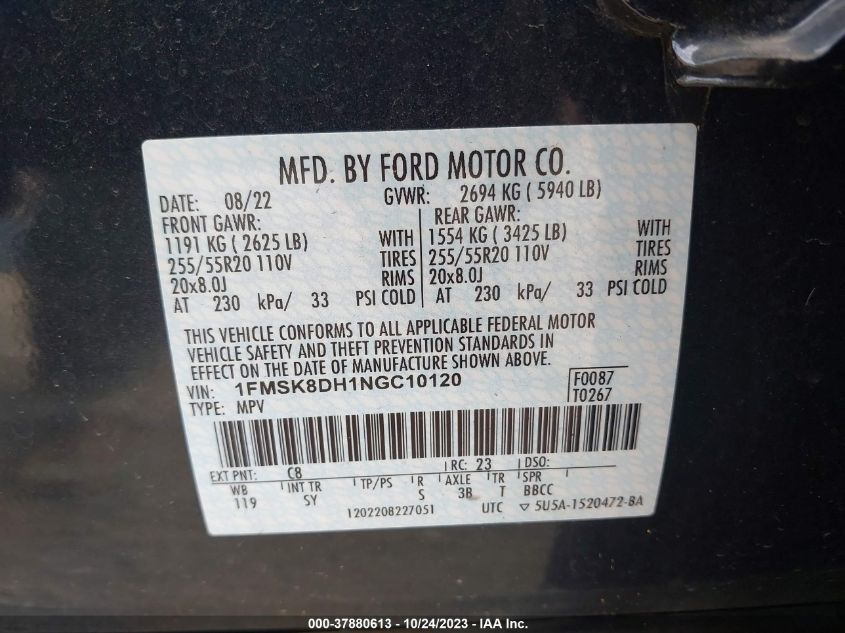 MFD. BY FORD MOTOR CO.
DATE: 08/22 GVWR: 2694 KG ( 5940 LB)
FRONT GAWR: REAR GAWR:
1191 KG ( 2625 LB) WITH 1554 KG ( 3425 LB) WITH
255/55R20 110V TIRES 255/55R20 110V TIRES
20x8.0J RIMS 20x8.0J RIMS
AT 230 kPa/ 33 PSI COLD AT 230 kPa/ 33 PSI COLD
THIS VEHICLE CONFORMS TO ALL APPLICABLE FEDERAL MOTOR
VEHICLE SAFETY AND THEFT PREVENTION STANDARDS IN
EFFECT ON THE DATE OF MANUFACTURE SHOWN ABOVE.
VIN: 1FMSK8DH1NGC10120 F0087
TYPE: MPV T0267
EXT PNT: C8 RC: 23 DSO:
WB INT TR TP/PS R AXLE TR SPR
119 SY S 3B T BBCC
1202208227051 UTC ▽ 5U5A-1520472-BA
000-37880613 - 10/24/2023 - IAA Inc.